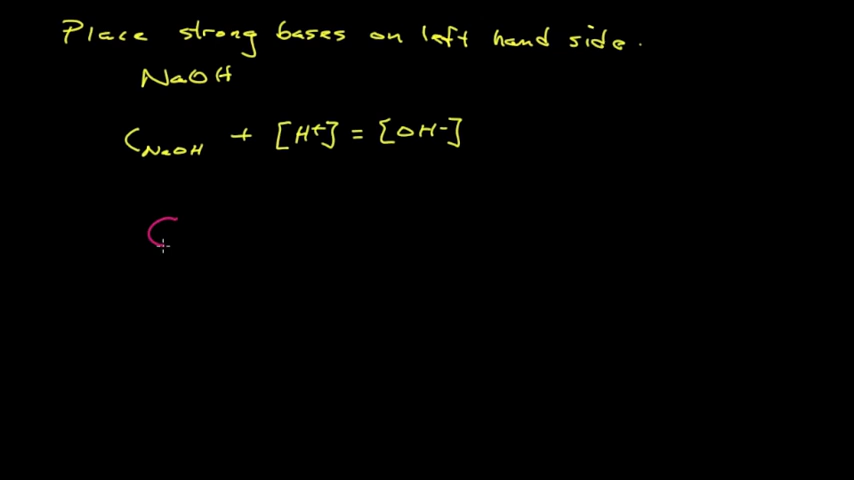 Place strong bases on left hand side.
NaOH
C_NaOH + [H+] = [OH-]
C